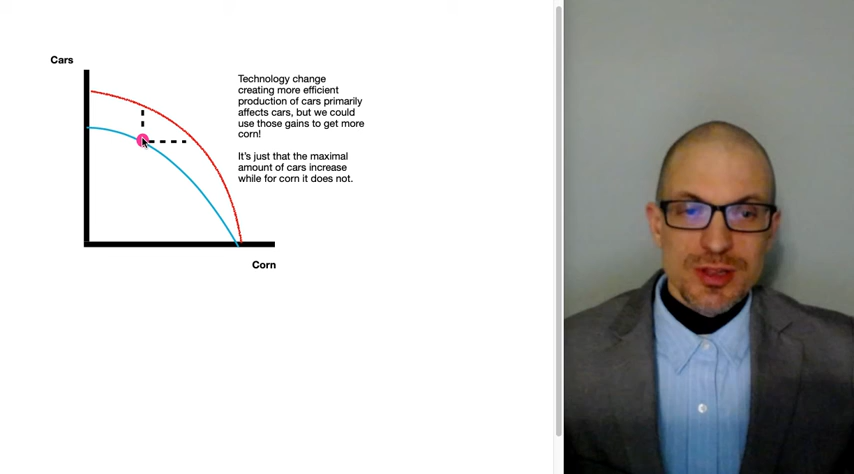 Cars
Technology change
creating more efficient
production of cars primarily
affects cars, but we could
use those gains to get more
corn!
It's just that the maximal
amount of cars increase
while for corn it does not.
Corn